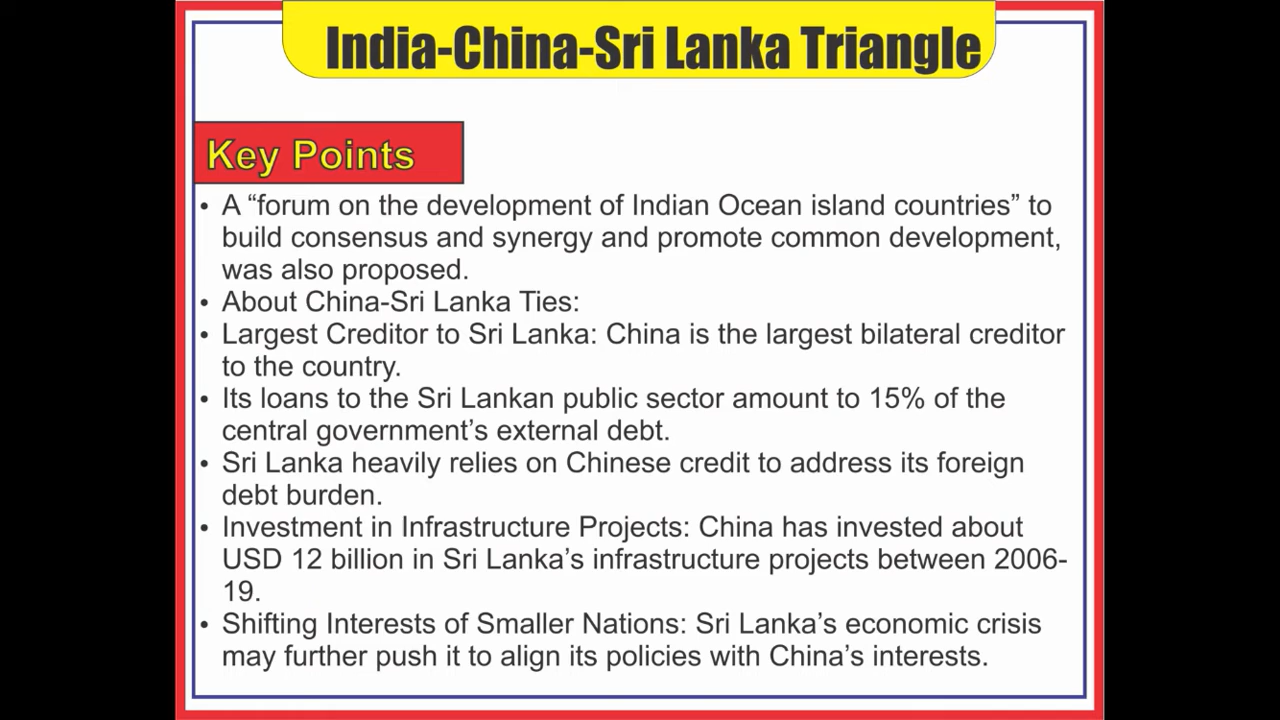 India-China-Sri Lanka Triangle
Key Points
• A “forum on the development of Indian Ocean island countries” to
build consensus and synergy and promote common development,
was also proposed.
• About China-Sri Lanka Ties:
• Largest Creditor to Sri Lanka: China is the largest bilateral creditor
to the country.
• Its loans to the Sri Lankan public sector amount to 15% of the
central government’s external debt.
• Sri Lanka heavily relies on Chinese credit to address its foreign
debt burden.
• Investment in Infrastructure Projects: China has invested about
USD 12 billion in Sri Lanka’s infrastructure projects between 2006-
19.
• Shifting Interests of Smaller Nations: Sri Lanka’s economic crisis
may further push it to align its policies with China’s interests.